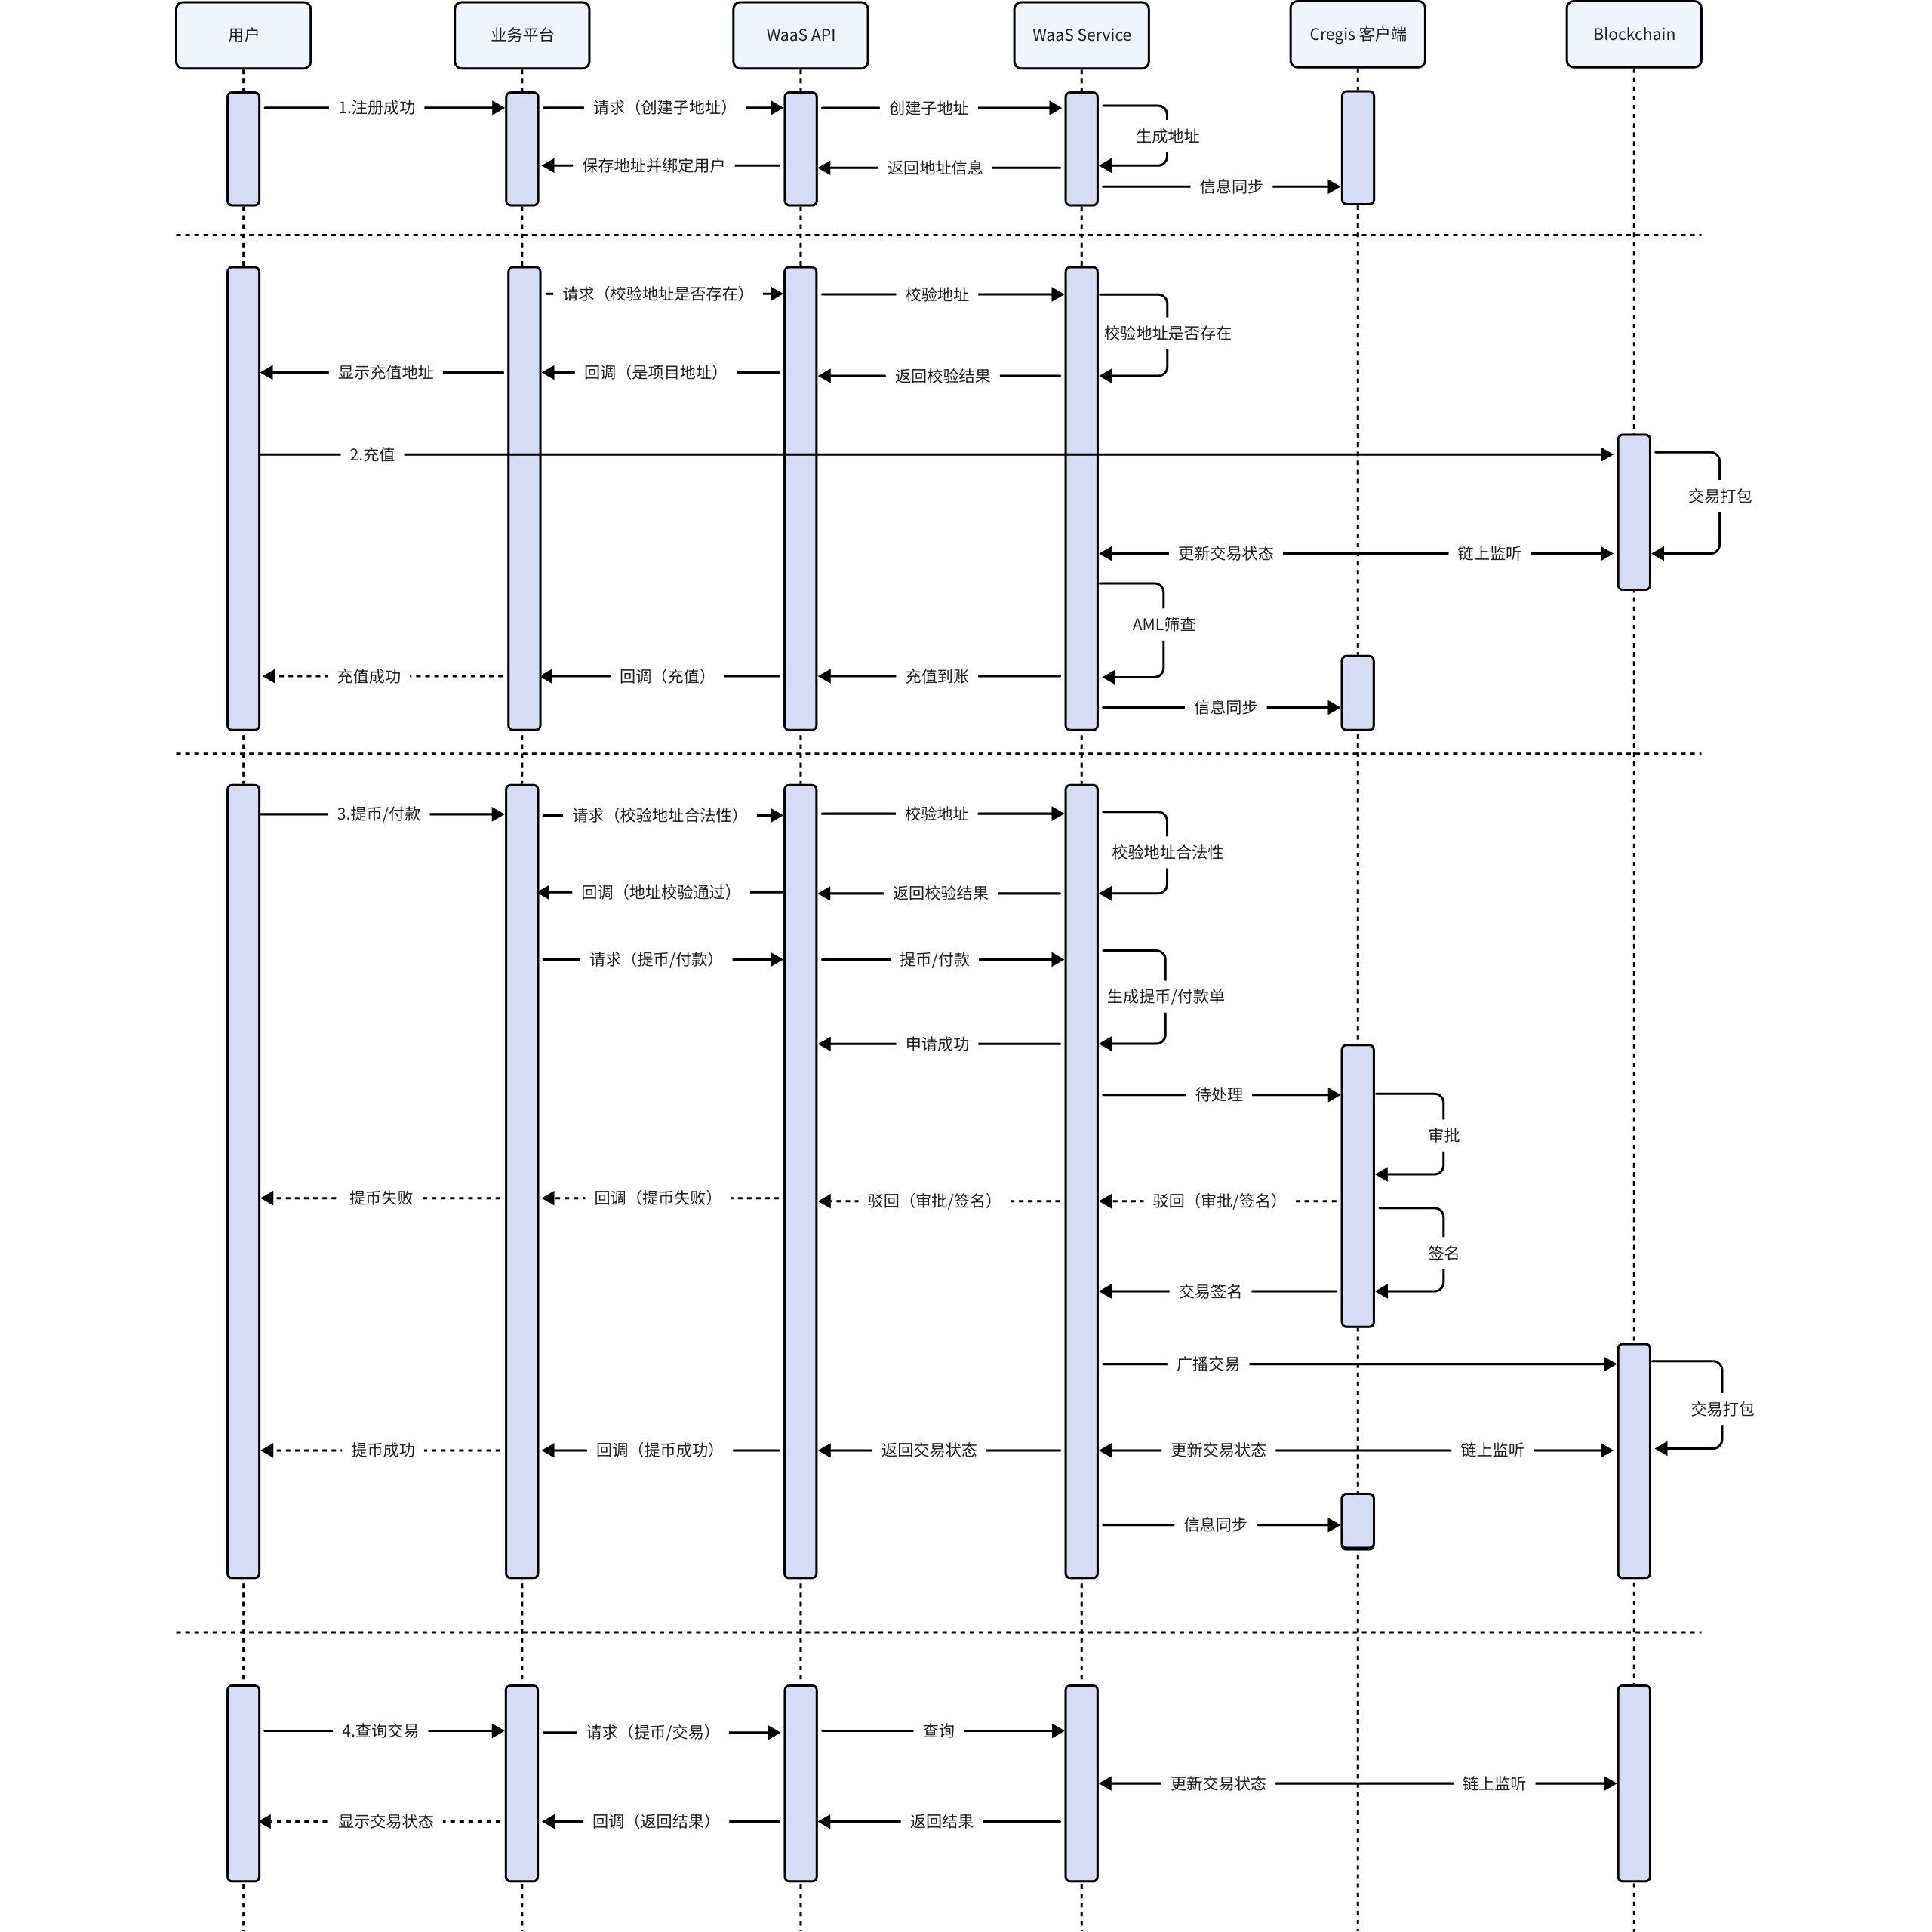 用户
业务平台
WaaS API
WaaS Service
Cregis 客户端
Blockchain
1.注册成功
请求（创建子地址）
创建子地址
生成地址
保存地址并绑定用户
返回地址信息
信息同步
请求（校验地址是否存在）
校验地址
校验地址是否存在
显示充值地址
回调（是项目地址）
返回校验结果
2.充值
交易打包
更新交易状态
链上监听
AML筛查
充值成功
回调（充值）
充值到账
信息同步
3.提币/付款
请求（校验地址合法性）
校验地址
校验地址合法性
回调（地址校验通过）
返回校验结果
请求（提币/付款）
提币/付款
生成提币/付款单
申请成功
待处理
审批
提币失败
回调（提币失败）
驳回（审批/签名）
驳回（审批/签名）
签名
交易签名
广播交易
交易打包
提币成功
回调（提币成功）
返回交易状态
更新交易状态
链上监听
信息同步
4.查询交易
请求（提币/交易）
查询
更新交易状态
链上监听
显示交易状态
回调（返回结果）
返回结果